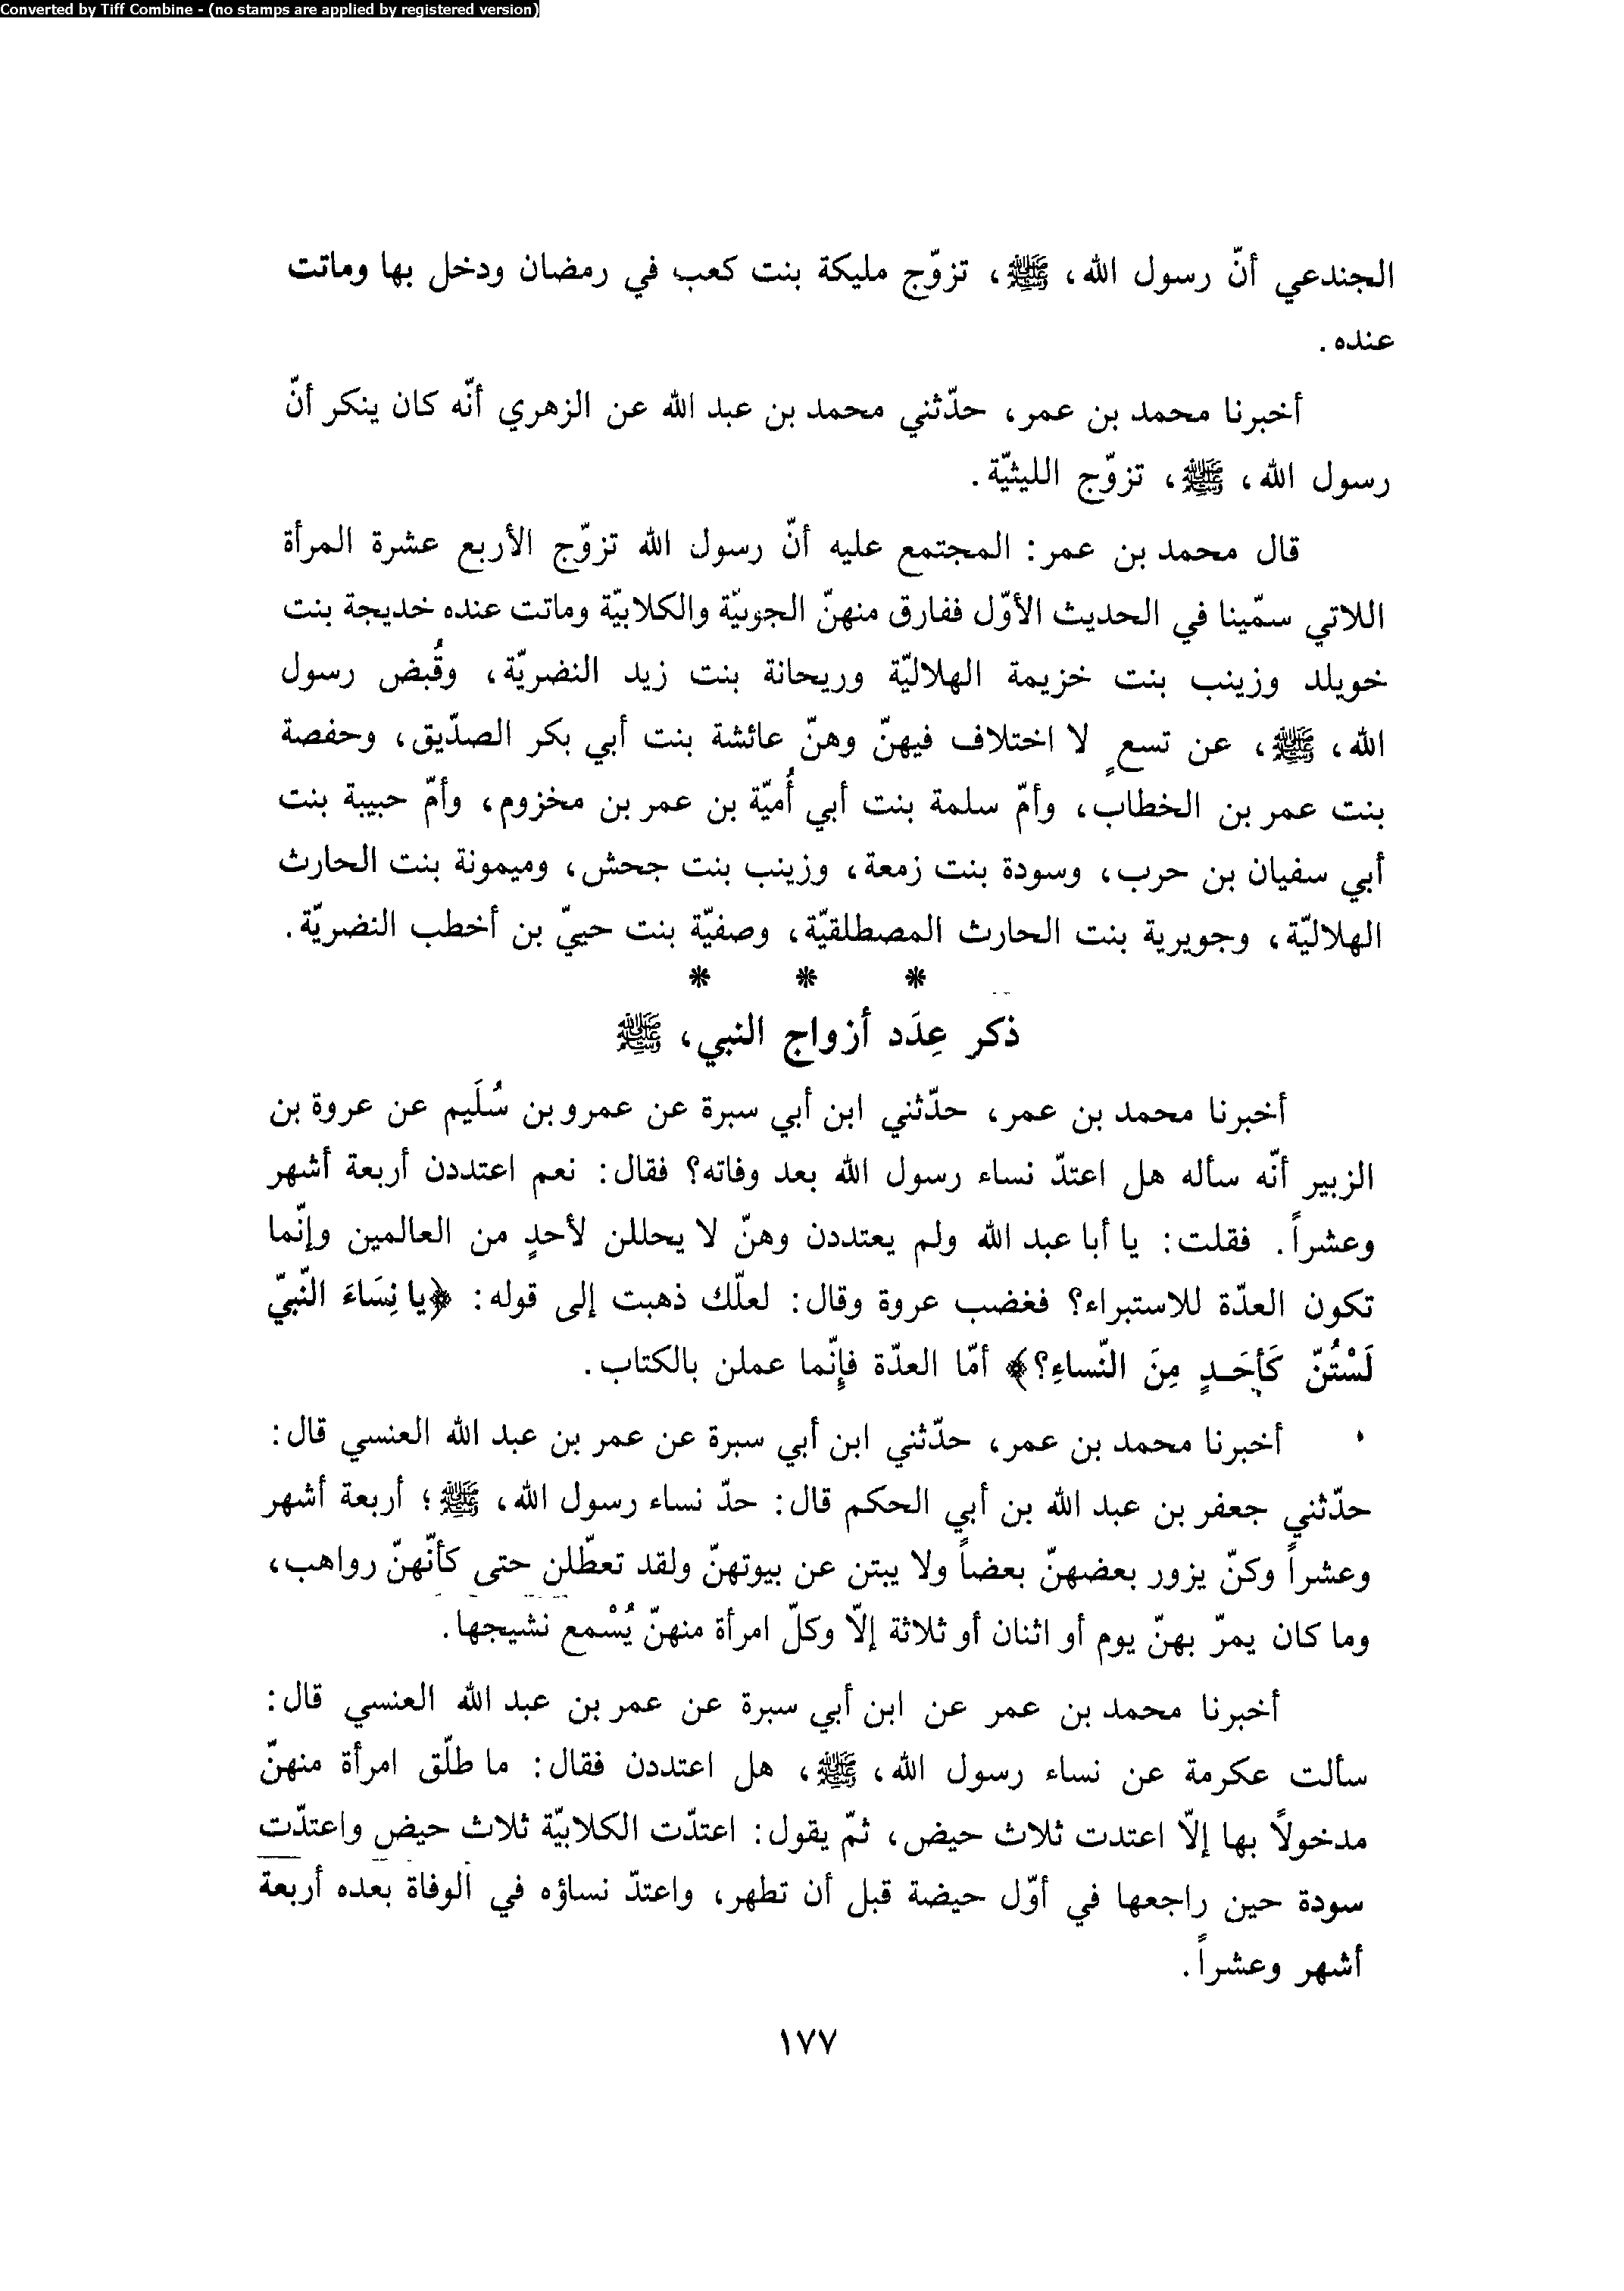 Converted by Tiff Combine - (no stamps are applied by registered version)
الجندعي أنّ رسول الله، ﷺ، تزوّج مليكة بنت كعب في رمضان ودخل بها وماتت
عنده.
أخبرنا محمد بن عمر، حدّثني محمد بن عبد الله عن الزهري أنّه كان ينكر أنّ
رسول الله، ﷺ، تزوّج الليثيّة.
قال محمد بن عمر: المجتمع عليه أنّ رسول الله تزوّج الأربع عشرة المرأة
اللاتي سمّينا في الحديث الأوّل ففارق منهنّ الجونيّة والكلابيّة وماتت عنده خديجة بنت
خويلد وزينب بنت خزيمة الهلاليّة وريحانة بنت زيد النضريّة، وقُبض رسول
الله، ﷺ، عن تسعٍ لا اختلاف فيهنّ وهنّ عائشة بنت أبي بكر الصدّيق، وحفصة
بنت عمر بن الخطاب، وأمّ سلمة بنت أبي أُميّة بن عمر بن مخزوم، وأمّ حبيبة بنت
أبي سفيان بن حرب، وسودة بنت زمعة، وزينب بنت جحش، وميمونة بنت الحارث
الهلاليّة، وجويرية بنت الحارث المصطلقيّة، وصفيّة بنت حييّ بن أخطب النضريّة.
* * *
ذكر عِدَد أزواج النبي، ﷺ
أخبرنا محمد بن عمر، حدّثني ابن أبي سبرة عن عمرو بن سُلَيم عن عروة بن
الزبير أنّه سأله هل اعتدّ نساء رسول الله بعد وفاته؟ فقال: نعم اعتددن أربعة أشهر
وعشراً. فقلت: يا أبا عبد الله ولم يعتددن وهنّ لا يحللن لأحدٍ من العالمين وإنّما
تكون العدّة للاستبراء؟ فغضب عروة وقال: لعلّك ذهبت إلى قوله: ﴿يا نِسَاءَ النّبيّ
لَسْتُنّ كَأحَـدٍ مِنَ النّساءِ؟﴾ أمّا العدّة فإنّما عملن بالكتاب.
أخبرنا محمد بن عمر، حدّثني ابن أبي سبرة عن عمر بن عبد الله العنسي قال:
حدّثني جعفر بن عبد الله بن أبي الحكم قال: حدّ نساء رسول الله، ﷺ؛ أربعة أشهر
وعشراً وكنّ يزور بعضهنّ بعضاً ولا يبتن عن بيوتهنّ ولقد تعطّلن حتى كأنّهنّ رواهب،
وما كان يمرّ بهنّ يوم أو اثنان أو ثلاثة إلّا وكلّ امرأة منهنّ يُسْمع نشيجها.
أخبرنا محمد بن عمر عن ابن أبي سبرة عن عمر بن عبد الله العنسي قال:
سألت عكرمة عن نساء رسول الله، ﷺ، هل اعتددن فقال: ما طلّق امرأة منهنّ
مدخولاً بها إلّا اعتدت ثلاث حيض، ثمّ يقول: اعتدّت الكلابيّة ثلاث حيض واعتدّت
سودة حين راجعها في أوّل حيضة قبل أن تطهر، واعتدّ نساؤه في الوفاة بعده أربعة
أشهر وعشراً.
١٧٧